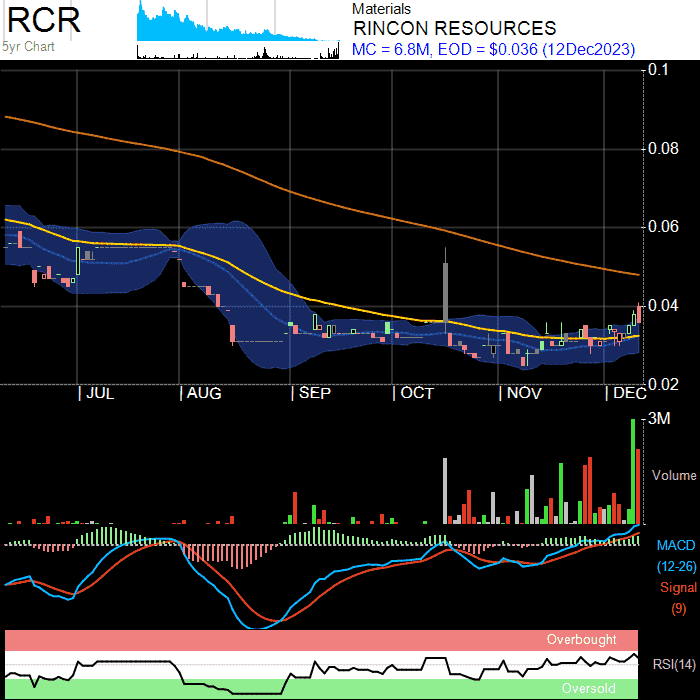 RCR
5yr Chart
Materials
RINCON RESOURCES
MC = 6.8M, EOD = $0.036 (12Dec2023)
0.1
0.08
0.06
0.04
0.02
| JUL | AUG | SEP | OCT | NOV | DEC
3M
Volume
MACD
(12-26)
Signal
(9)
Overbought
RSI(14)
Oversold